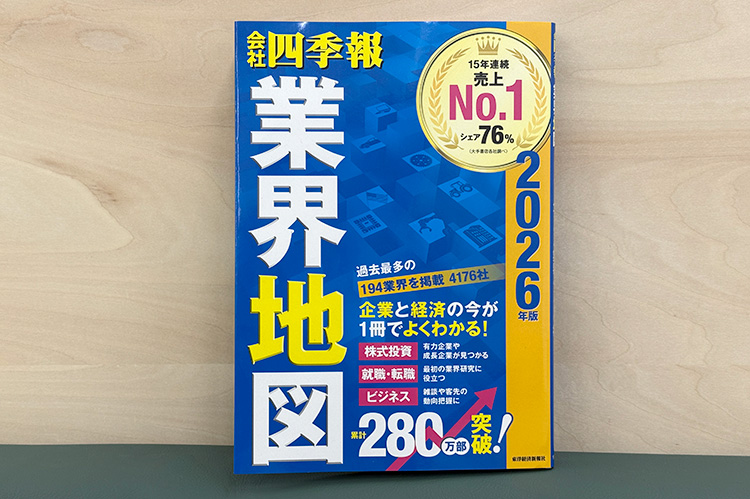 会社四季報
業界地図
15年連続
売上
No.1
シェア76%
(大手書店各社調べ)
2026年版
過去最多の
194業界を掲載 4176社
企業と経済の今が
1冊でよくわかる!
株式投資
有力企業や
成長企業が見つかる
就職・転職
最初の業界研究に
役立つ
ビジネス
雑談や客先の
動向把握に
累計280万部突破!
東洋経済新報社